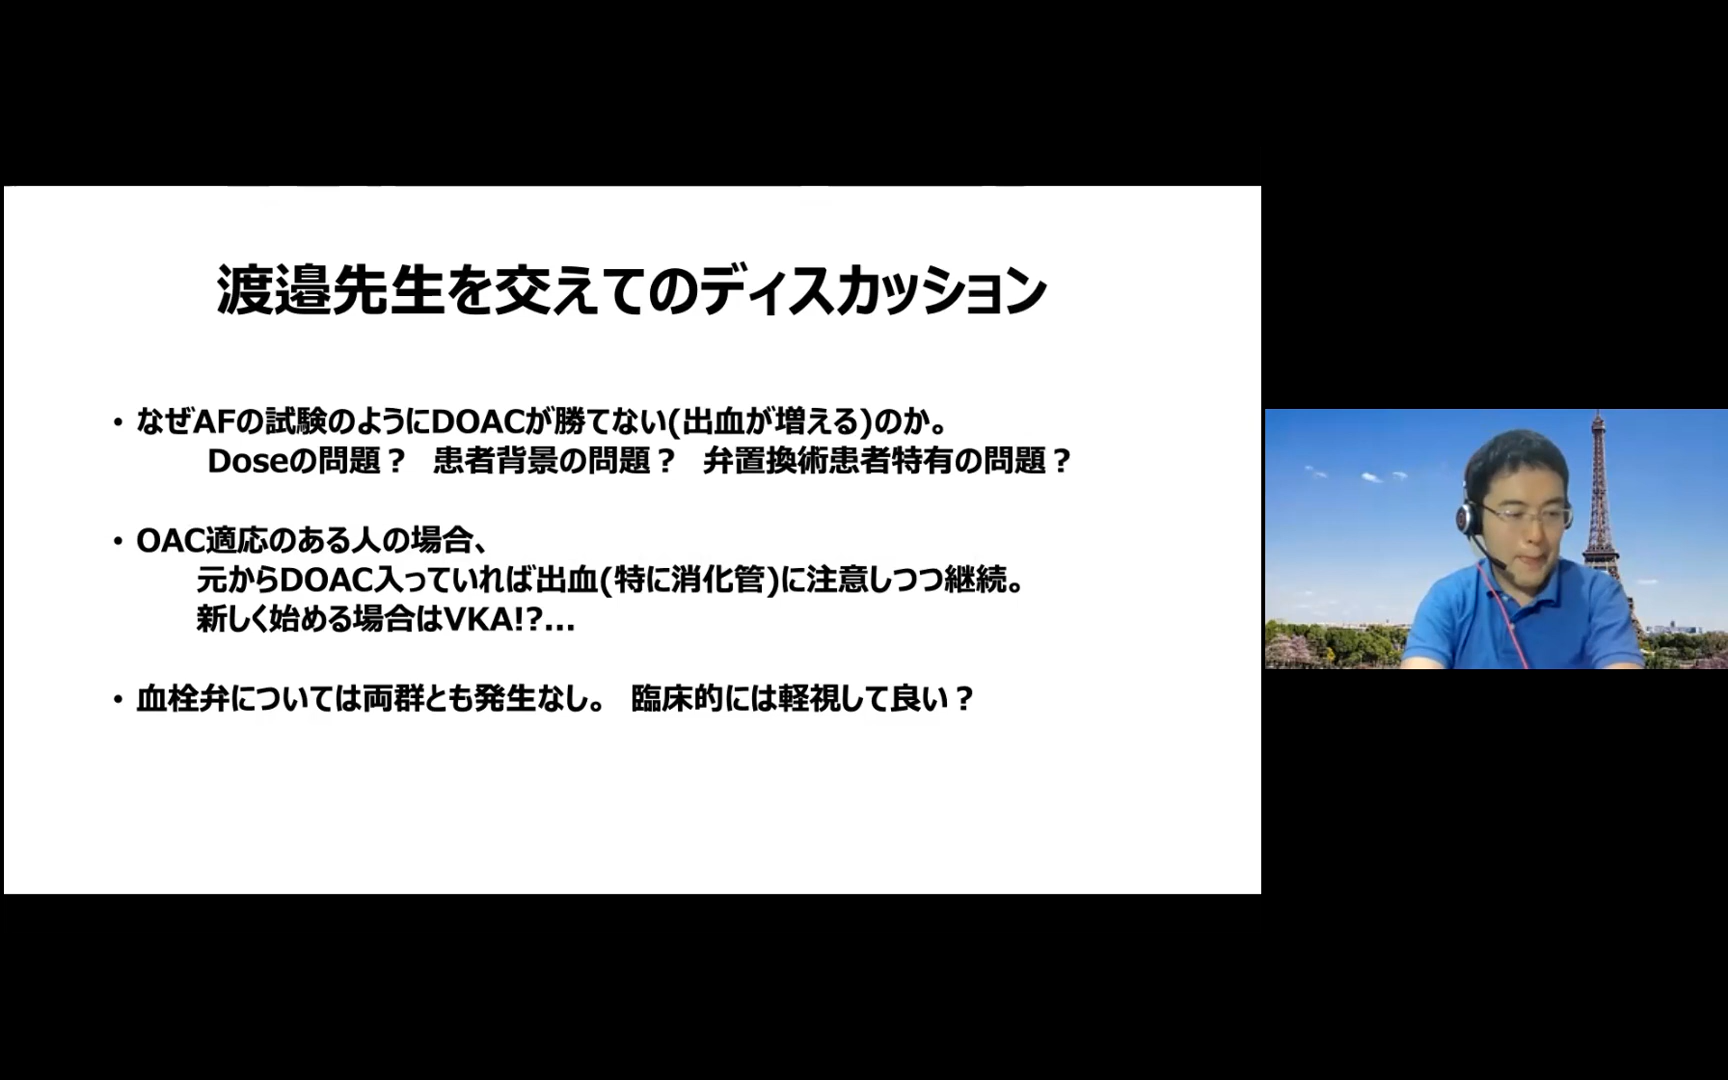 渡邉先生を交えてのディスカッション
・なぜAFの試験のようにDOACが勝てない(出血が増える)のか。
Doseの問題？ 患者背景の問題？ 弁置換術患者特有の問題？
・OAC適応のある人の場合、
元からDOAC入っていれば出血(特に消化管)に注意しつつ継続。
新しく始める場合はVKA!?...
・血栓弁については両群とも発生なし。 臨床的には軽視して良い？